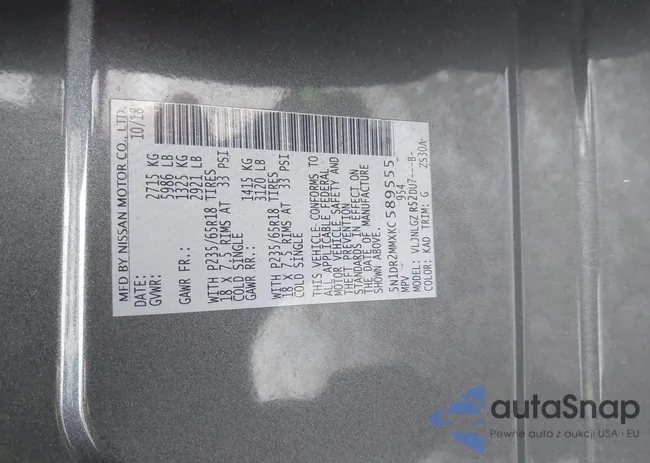 MFD BY NISSAN MOTOR CO., LTD.
DATE: 10/18
GVWR: 2715 KG
5986 LB
GAWR FR.: 1325 KG
2921 LB
WITH P235/65R18 TIRES
18 X 7.5 RIMS AT 33 PSI
COLD SINGLE
GAWR RR.: 1415 KG
3120 LB
WITH P235/65R18 TIRES
18 X 7.5 RIMS AT 33 PSI
COLD SINGLE
THIS VEHICLE CONFORMS TO
ALL APPLICABLE FEDERAL
MOTOR VEHICLE SAFETY AND
THEFT PREVENTION
STANDARDS IN EFFECT ON
THE DATE OF MANUFACTURE
SHOWN ABOVE.
5N1DR2MMXKC589555
MPV 954
MODEL: VLJNLGZ R52DU7---B-
COLOR: KAD TRIM: G ZS30A-
autaSnap
Pewne auta z aukcji USA i EU